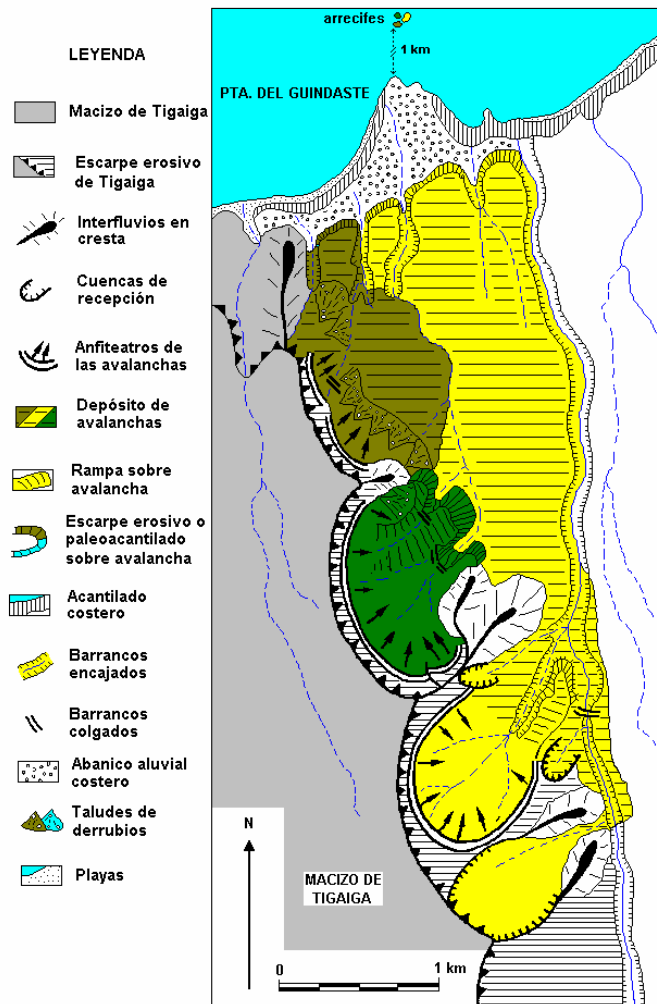 LEYENDA
Macizo de Tigaiga
Escarpe erosivo
de Tigaiga
Interfluvios en
cresta
Cuencas de
recepción
Anfiteatros de
las avalanchas
Depósito de
avalanchas
Rampa sobre
avalancha
Escarpe erosivo o
paleoacantilado
sobre avalancha
Acantilado
costero
Barrancos
encajados
Barrancos
colgados
Abanico aluvial
costero
Taludes de
derrubios
Playas
arrecifes
1 km
PTA. DEL GUINDASTE
N
MACIZO DE
TIGAIGA
0
1 km